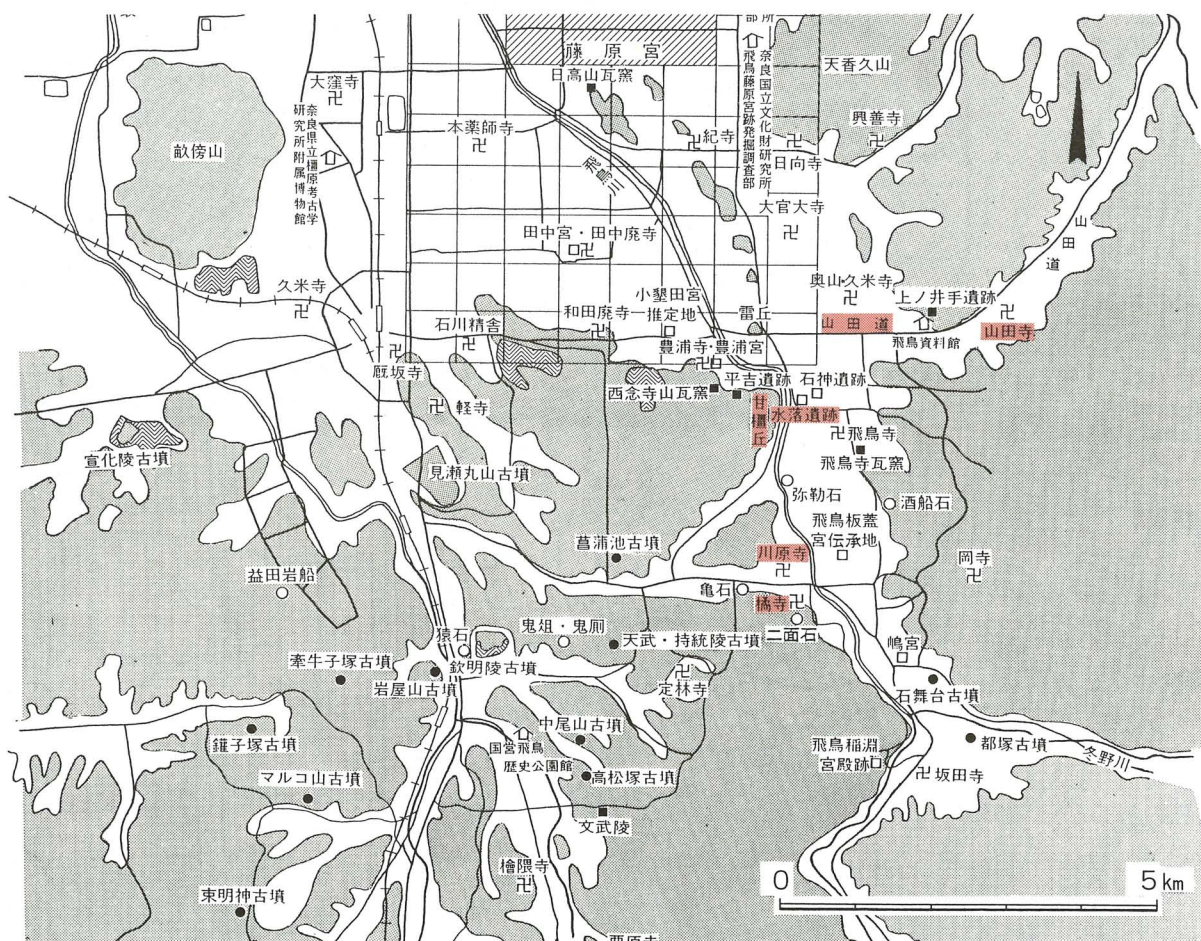 藤原宮
日高山瓦窯
天香久山
大窪寺
興善寺
本薬師寺
紀寺
日向寺
畝傍山
奈良県立橿原考古学
研究所附属博物館
奈良国立文化財研究所
飛鳥藤原宮跡発掘調査部
飛鳥川
大官大寺
山田道
田中宮・田中廃寺
奥山・久米寺
久米寺
小墾田宮
推定地
上ノ井手遺跡
和田廃寺
石川精舎
雷丘
山田道
山田寺
飛鳥資料館
豊浦寺・豊浦宮
厩坂寺
西念寺山瓦窯
平吉遺跡
石神遺跡
軽寺
甘橿丘
水落遺跡
飛鳥寺
飛鳥寺瓦窯
宣化陵古墳
見瀬丸山古墳
弥勒石
酒船石
飛鳥板蓋
宮伝承地
菖蒲池古墳
川原寺
岡寺
益田岩船
亀石
橘寺
二面石
猿石
鬼俎・鬼厠
天武・持統陵古墳
嶋宮
牽牛子塚古墳
欽明陵古墳
岩屋山古墳
定林寺
石舞台古墳
中尾山古墳
国営飛鳥
歴史公園館
飛鳥稲淵
宮殿跡
都塚古墳
冬野川
マルコ山古墳
高松塚古墳
坂田寺
文武陵
檜隈寺
束明神古墳
0
5km